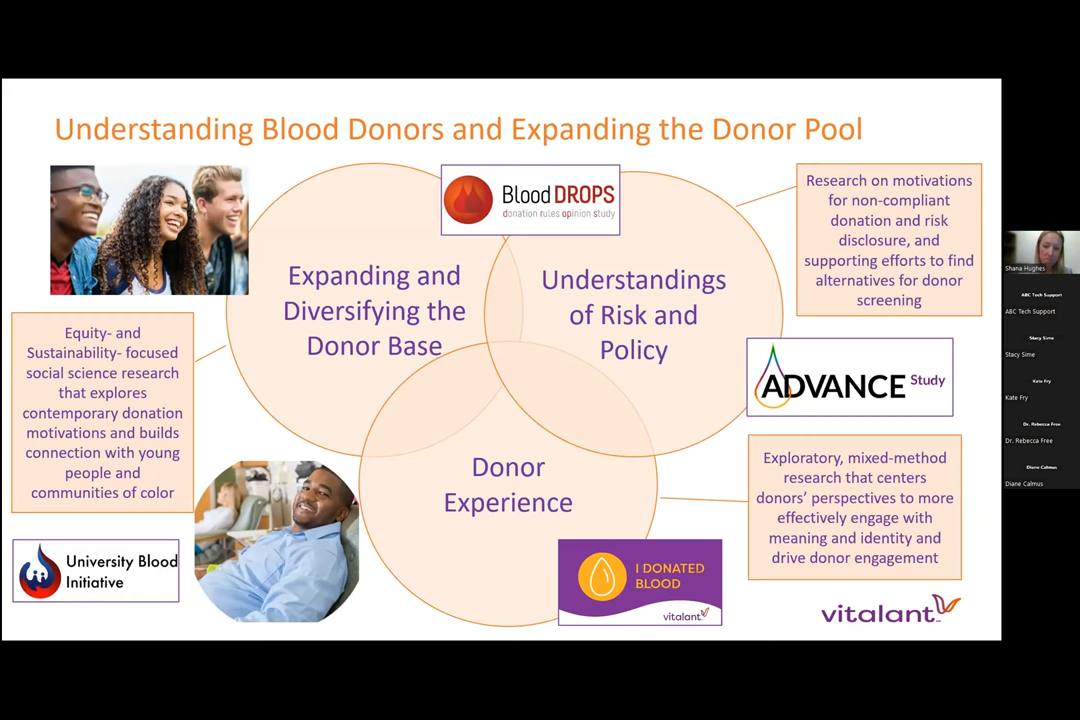 Understanding Blood Donors and Expanding the Donor Pool
Blood DROPS
donation rules opinion study
Research on motivations
for non-compliant
donation and risk
disclosure, and
supporting efforts to find
alternatives for donor
screening
Expanding and
Diversifying the
Donor Base
Understandings
of Risk and
Policy
Equity- and
Sustainability- focused
social science research
that explores
contemporary donation
motivations and builds
connection with young
people and
communities of color
ADVANCE Study
Donor
Experience
Exploratory, mixed-method
research that centers
donors’ perspectives to more
effectively engage with
meaning and identity and
drive donor engagement
University Blood
Initiative
I DONATED
BLOOD
vitalant
vitalant
Shana Hughes
ABC Tech Support
ABC Tech Support
Stacy Sime
Stacy Sime
Kate Fry
Kate Fry
Dr. Rebecca Free
Dr. Rebecca Free
Diane Calmus
Diane Calmus